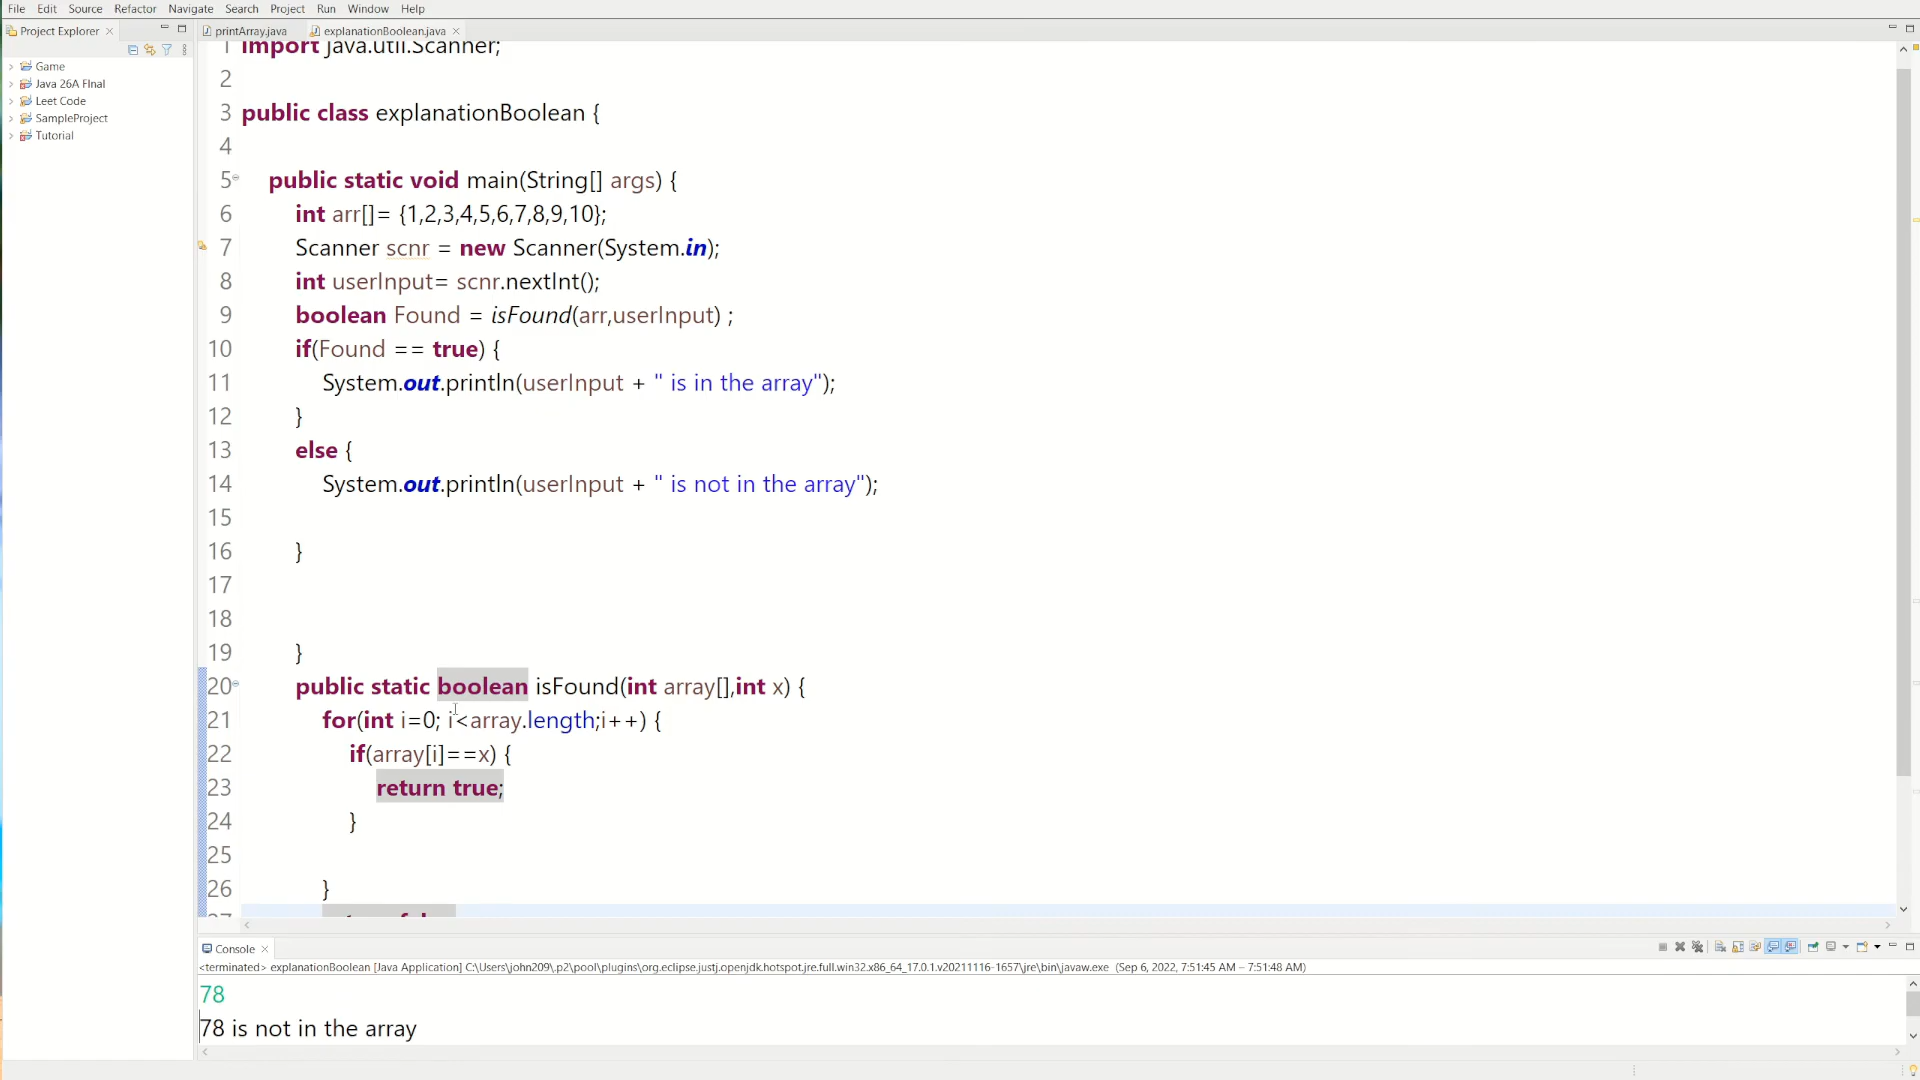 File Edit Source Refactor Navigate Search Project Run Window Help
Project Explorer
printArray.java explanationBoolean.java
Game
Java 26A FInal
Leet Code
SampleProject
Tutorial
1 import java.util.Scanner;
2
3 public class explanationBoolean {
4
5 public static void main(String[] args) {
6 int arr[]= {1,2,3,4,5,6,7,8,9,10};
7 Scanner scnr = new Scanner(System.in);
8 int userInput= scnr.nextInt();
9 boolean Found = isFound(arr,userInput) ;
10 if(Found == true) {
11 System.out.println(userInput + " is in the array");
12 }
13 else {
14 System.out.println(userInput + " is not in the array");
15
16 }
17
18
19 }
20 public static boolean isFound(int array[],int x) {
21 for(int i=0; i<array.length;i++) {
22 if(array[i]==x) {
23 return true;
24 }
25
26 }
Console
<terminated> explanationBoolean [Java Application] C:\Users\john209\.p2\pool\plugins\org.eclipse.justj.openjdk.hotspot.jre.full.win32.x86_64_17.0.1.v20211116-1657\jre\bin\javaw.exe (Sep 6, 2022, 7:51:45 AM – 7:51:48 AM)
78
78 is not in the array